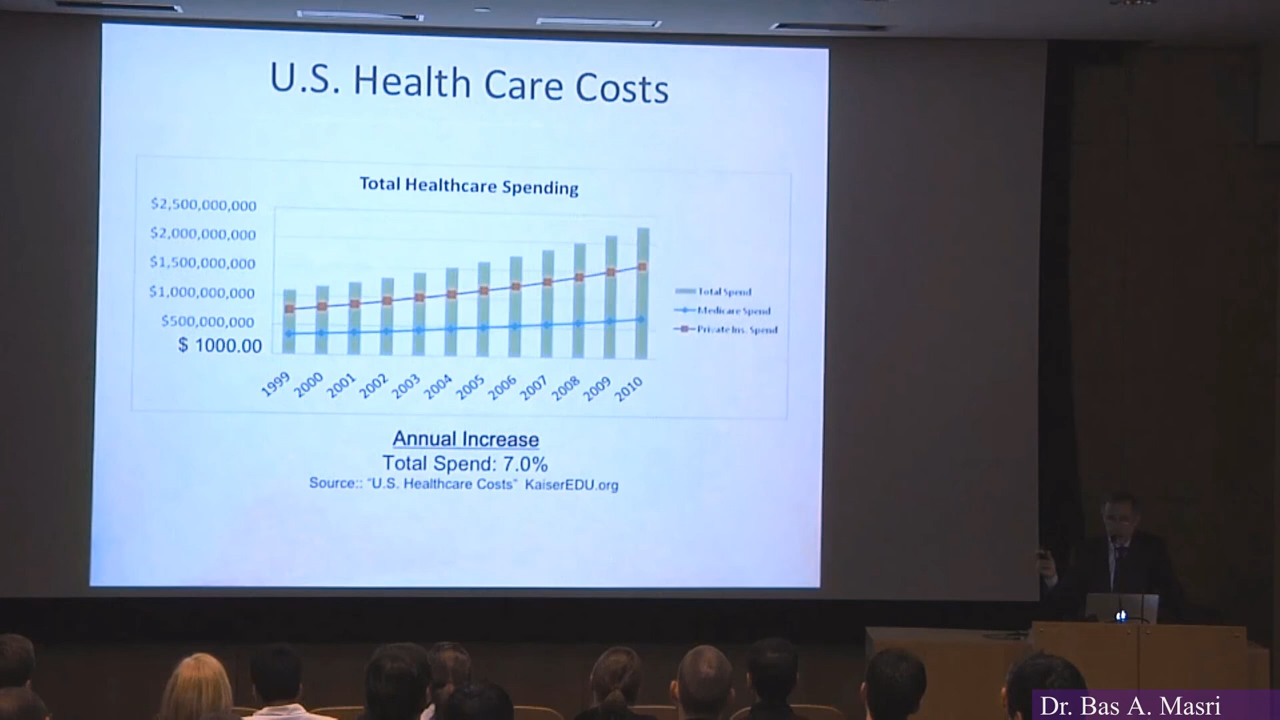 U.S. Health Care Costs
Total Healthcare Spending
$2,500,000,000
$2,000,000,000
$1,500,000,000
$1,000,000,000
$500,000,000
$ 1000.00
1999 2000 2001 2002 2003 2004 2005 2006 2007 2008 2009 2010
Total Spend
Medicare Spend
Private Ins. Spend
Annual Increase
Total Spend: 7.0%
Source:: "U.S. Healthcare Costs" KaiserEDU.org
Dr. Bas A. Masri